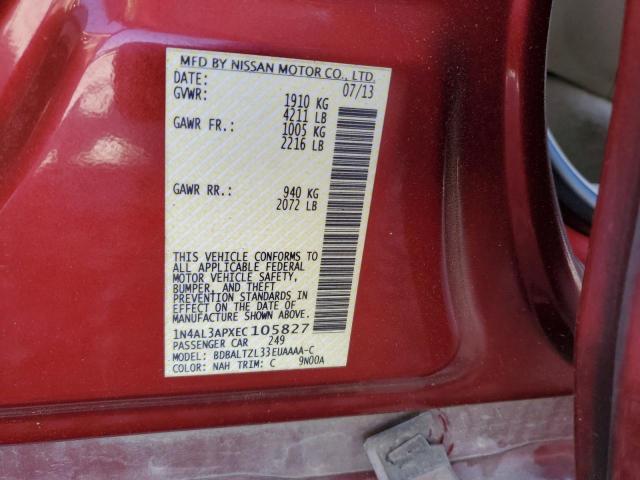 MFD BY NISSAN MOTOR CO., LTD.
DATE: 07/13
GVWR: 1910 KG
4211 LB
GAWR FR.: 1005 KG
2216 LB
GAWR RR.: 940 KG
2072 LB
THIS VEHICLE CONFORMS TO
ALL APPLICABLE FEDERAL
MOTOR VEHICLE SAFETY,
BUMPER, AND THEFT
PREVENTION STANDARDS IN
EFFECT ON THE DATE OF
MANUFACTURE SHOWN ABOVE.
1N4AL3APXEC105827
PASSENGER CAR 249
MODEL: BDBALTZL33EUAAAA-C
COLOR: NAH TRIM: C 9N00A